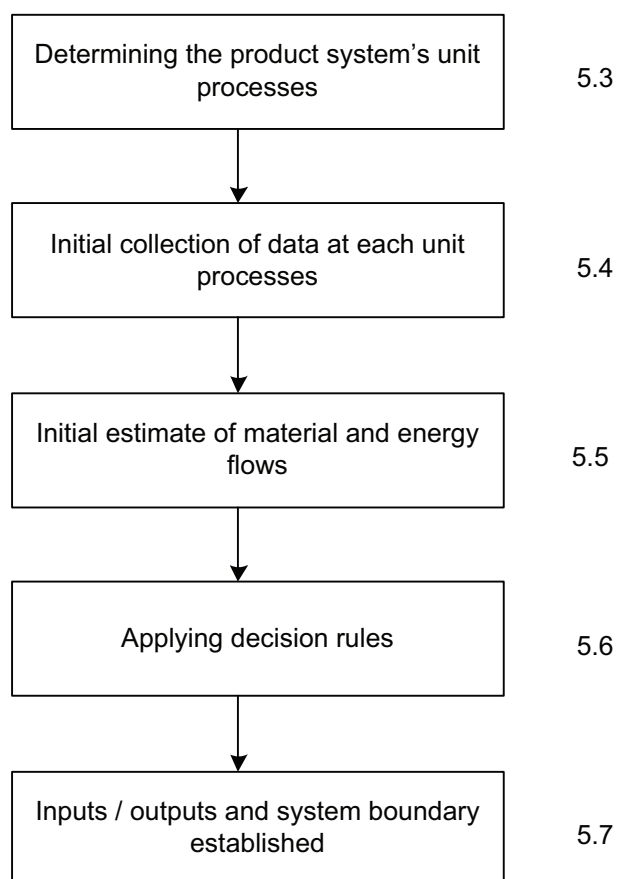 Determining the product system’s unit
processes
5.3
Initial collection of data at each unit
processes
5.4
Initial estimate of material and energy
flows
5.5
Applying decision rules
5.6
Inputs / outputs and system boundary
established
5.7